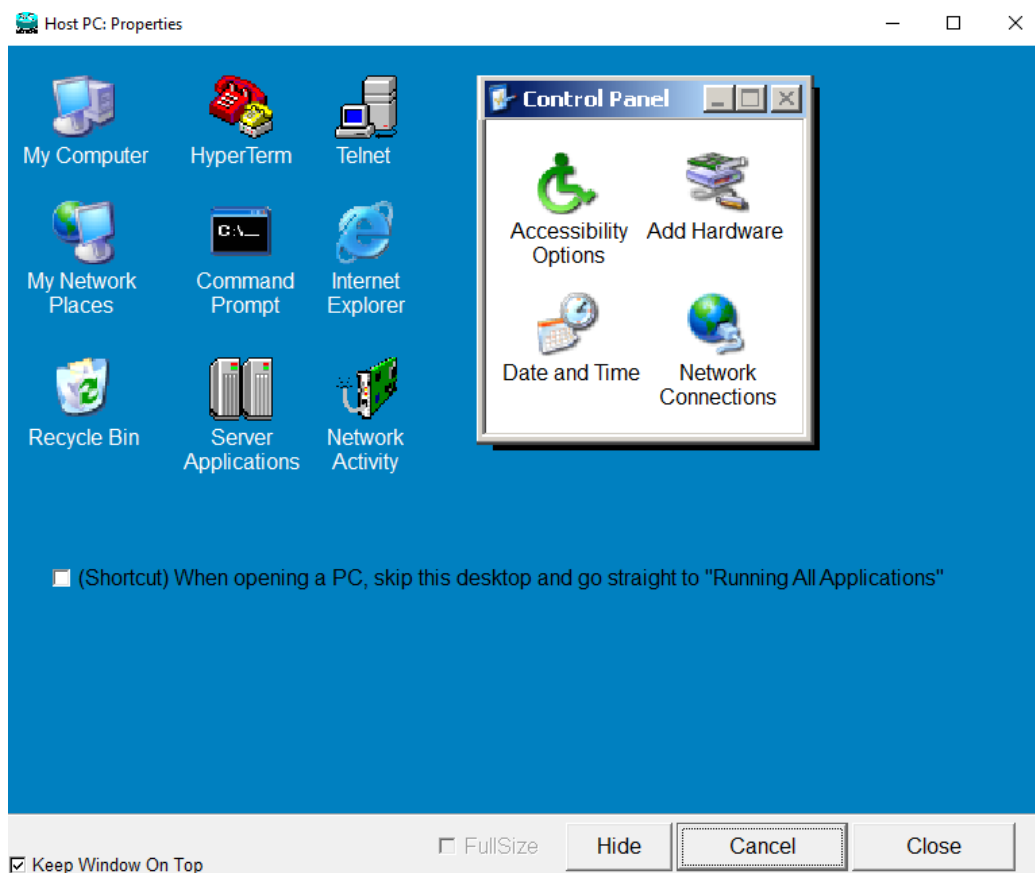 Host PC: Properties
My Computer
HyperTerm
Telnet
My Network
Places
C:\_
Command
Prompt
Internet
Explorer
Recycle Bin
Server
Applications
Network
Activity
Control Panel
Accessibility
Options
Add Hardware
Date and Time
Network
Connections
(Shortcut) When opening a PC, skip this desktop and go straight to "Running All Applications"
Keep Window On Top
FullSize
Hide
Cancel
Close